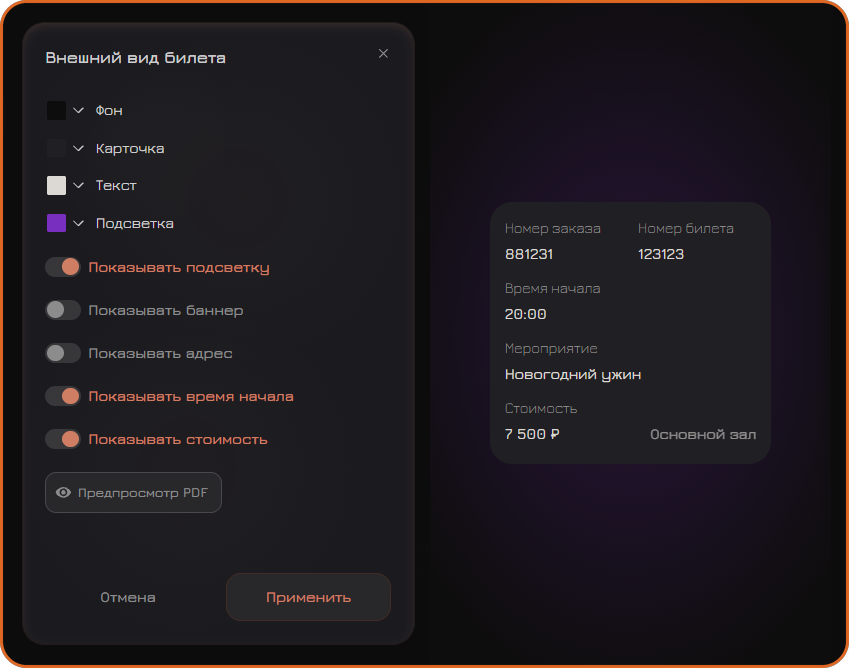 Внешний вид билета
Фон
Карточка
Текст
Подсветка
Показывать подсветку
Показывать баннер
Показывать адрес
Показывать время начала
Показывать стоимость
Предпросмотр PDF
Отмена
Применить
Номер заказа Номер билета
881231 123123
Время начала
20:00
Мероприятие
Новогодний ужин
Стоимость
7 500 ₽ Основной зал